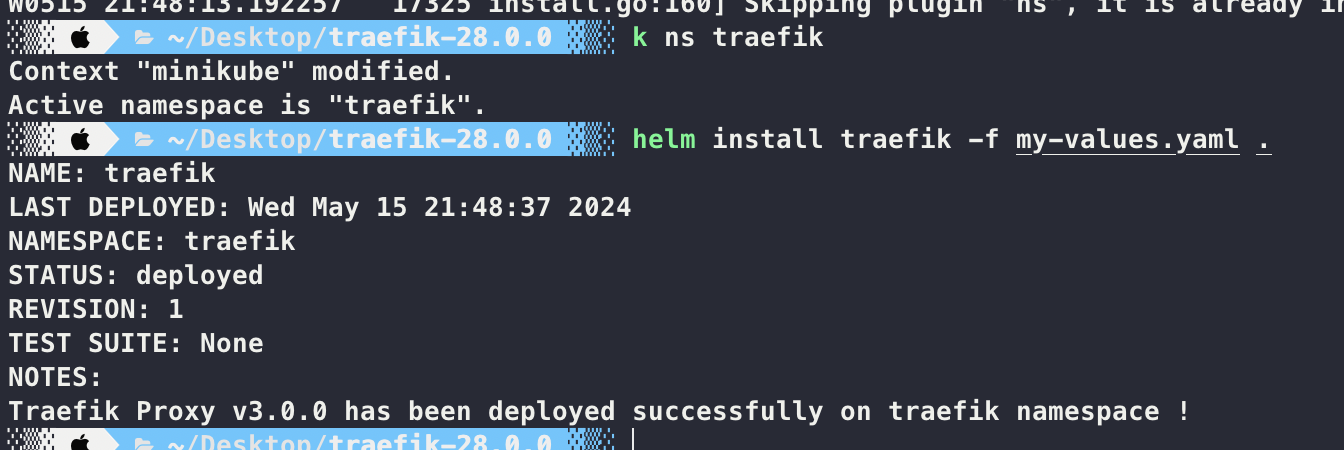 W0515 21:48:13.192257 17325 install.go:160] Skipping plugin "ns", it is already in
~/Desktop/traefik-28.0.0 k ns traefik
Context "minikube" modified.
Active namespace is "traefik".
~/Desktop/traefik-28.0.0 helm install traefik -f my-values.yaml .
NAME: traefik
LAST DEPLOYED: Wed May 15 21:48:37 2024
NAMESPACE: traefik
STATUS: deployed
REVISION: 1
TEST SUITE: None
NOTES:
Traefik Proxy v3.0.0 has been deployed successfully on traefik namespace !
~/Desktop/traefik-28.0.0